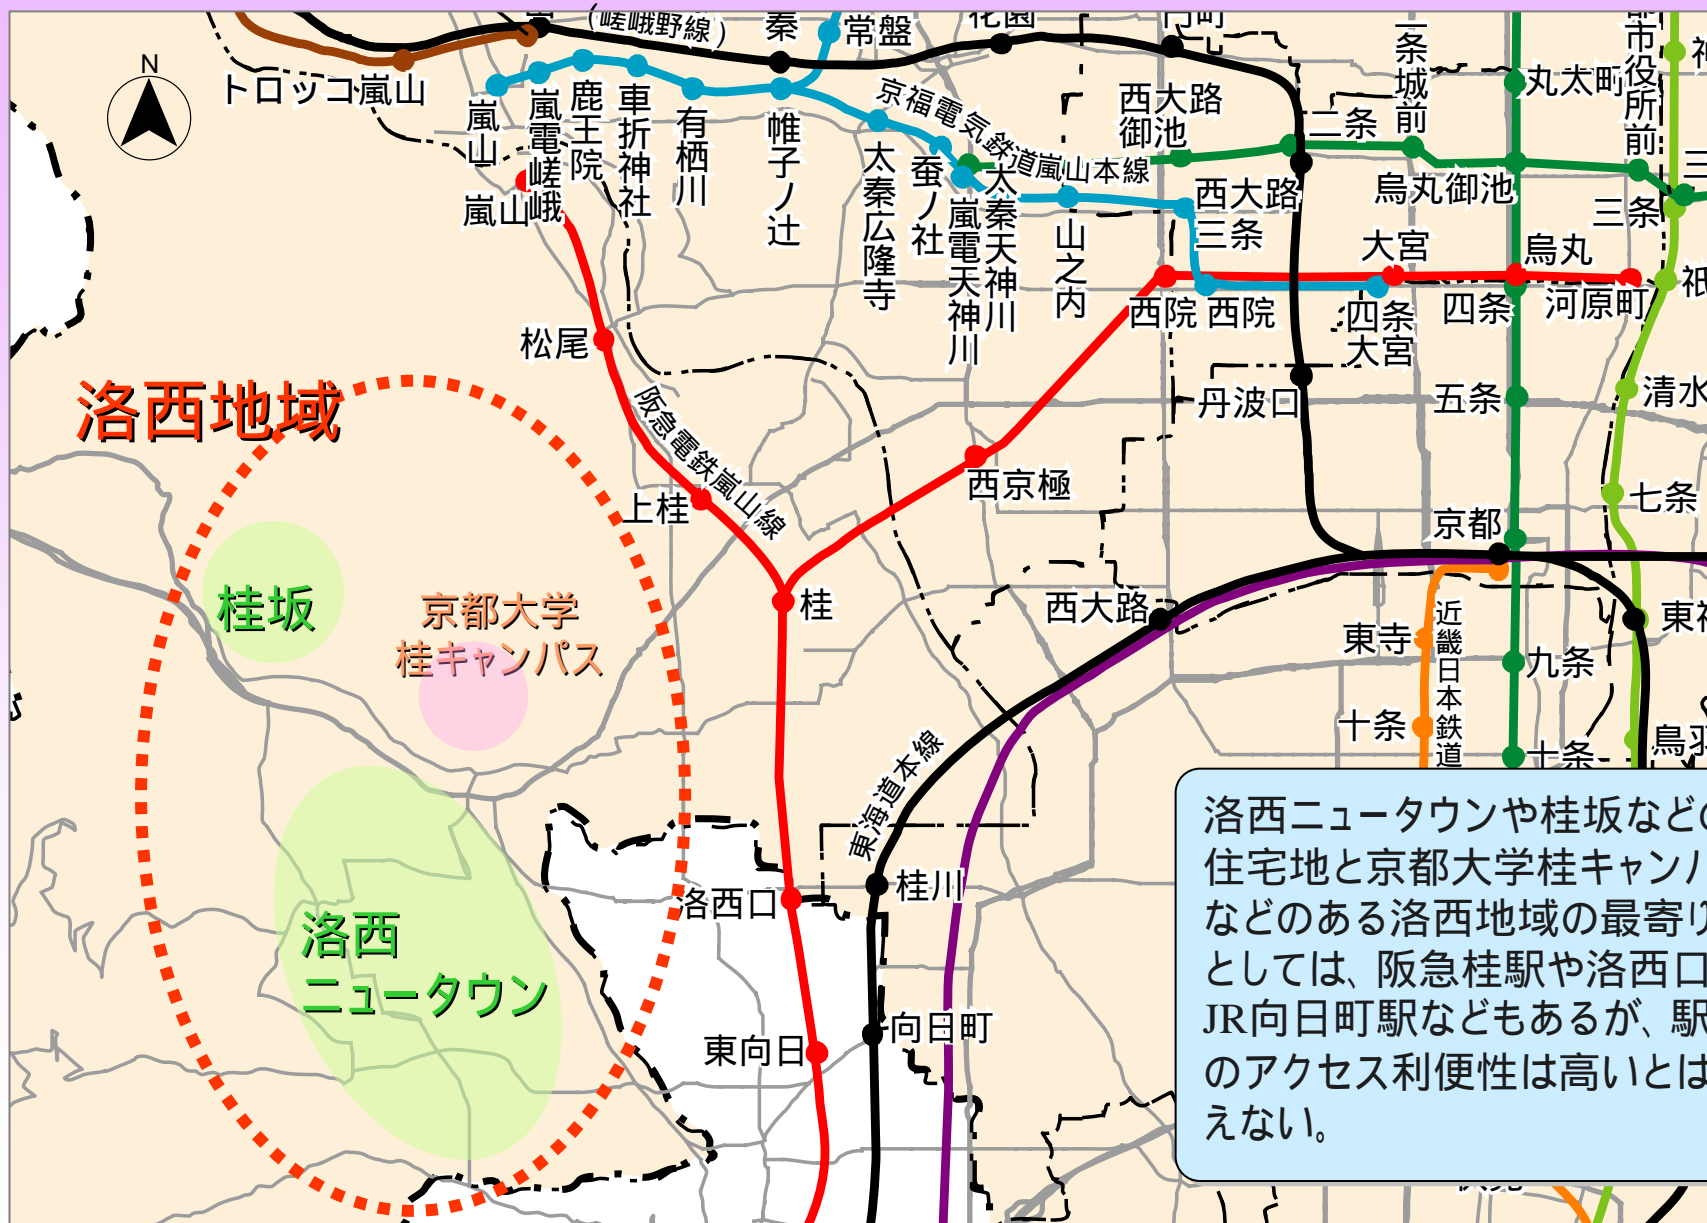 (嵯峨野線)
常盤
花園
円町
N
トロッコ嵐山
嵐山
嵐電嵯峨
鹿王院
車折神社
有栖川
帷子ノ辻
太秦広隆寺
蚕ノ社
嵐電天神川
太秦天神川
山之内
京福電気鉄道嵐山本線
西大路
御池
二条
二条城前
丸太町
市役所前
烏丸御池
三条
嵐山
西大路
三条
大宮
烏丸
西院
西院
四条
大宮
四条
河原町
松尾
丹波口
五条
清水
洛西地域
阪急電鉄嵐山線
上桂
西京極
七条
京都
桂坂
京都大学
桂キャンパス
桂
西大路
東寺
近畿日本鉄道
九条
十条
十条
東海道本線
洛西口
桂川
洛西
ニュータウン
東向日
向日町
洛西ニュータウンや桂坂などの
住宅地と京都大学桂キャンパ
などのある洛西地域の最寄り
としては、阪急桂駅や洛西口
JR向日町駅などもあるが、駅
のアクセス利便性は高いとは
えない。